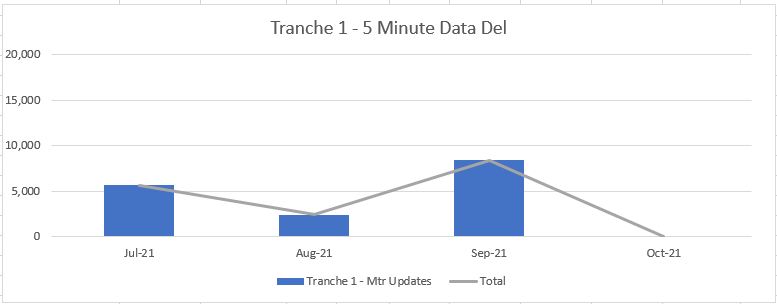 Tranche 1 - 5 Minute Data Del
20,000
15,000
10,000
5,000
0
Jul-21 Aug-21 Sep-21 Oct-21
Tranche 1 - Mtr Updates Total